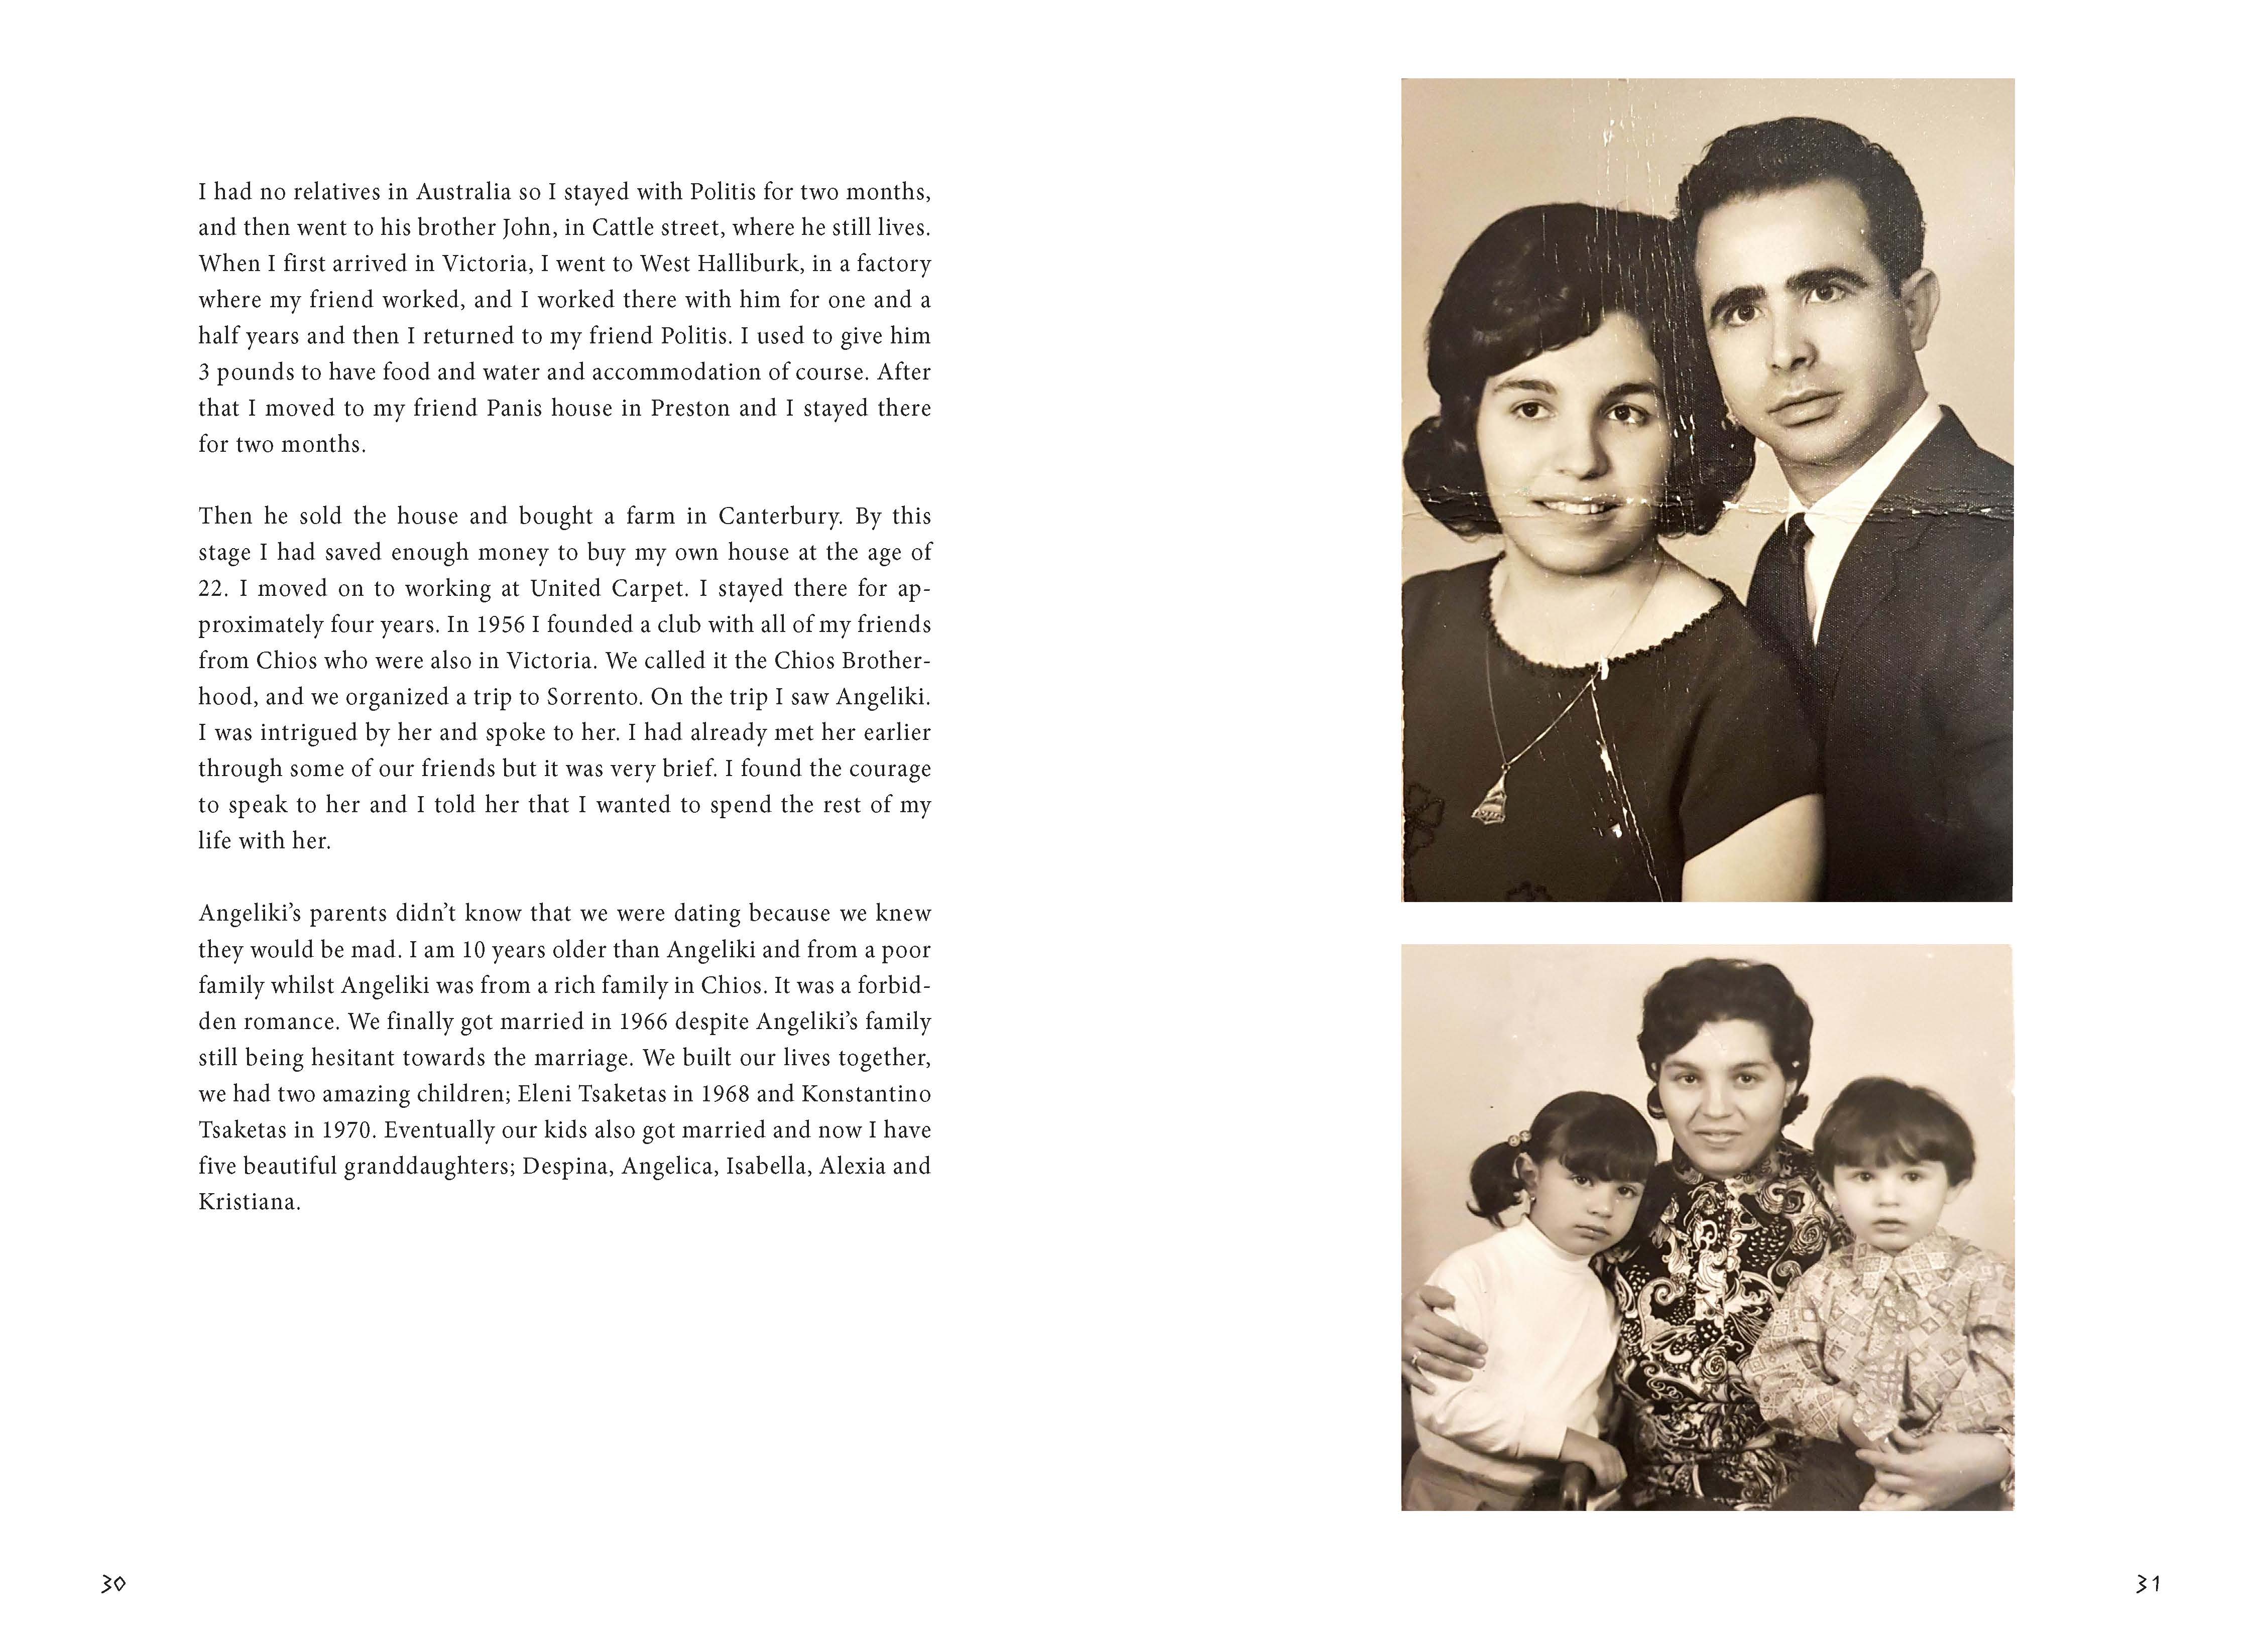 I had no relatives in Australia so I stayed with Politis for two months,
and then went to his brother John, in Cattle street, where he still lives.
When I first arrived in Victoria, I went to West Halliburk, in a factory
where my friend worked, and I worked there with him for one and a
half years and then I returned to my friend Politis. I used to give him
3 pounds to have food and water and accommodation of course. After
that I moved to my friend Panis house in Preston and I stayed there
for two months.
Then he sold the house and bought a farm in Canterbury. By this
stage I had saved enough money to buy my own house at the age of
22. I moved on to working at United Carpet. I stayed there for ap-
proximately four years. In 1956 I founded a club with all of my friends
from Chios who were also in Victoria. We called it the Chios Brother-
hood, and we organized a trip to Sorrento. On the trip I saw Angeliki.
I was intrigued by her and spoke to her. I had already met her earlier
through some of our friends but it was very brief. I found the courage
to speak to her and I told her that I wanted to spend the rest of my
life with her.
Angeliki’s parents didn’t know that we were dating because we knew
they would be mad. I am 10 years older than Angeliki and from a poor
family whilst Angeliki was from a rich family in Chios. It was a forbid-
den romance. We finally got married in 1966 despite Angeliki’s family
still being hesitant towards the marriage. We built our lives together,
we had two amazing children; Eleni Tsaketas in 1968 and Konstantino
Tsaketas in 1970. Eventually our kids also got married and now I have
five beautiful granddaughters; Despina, Angelica, Isabella, Alexia and
Kristiana.
30
31